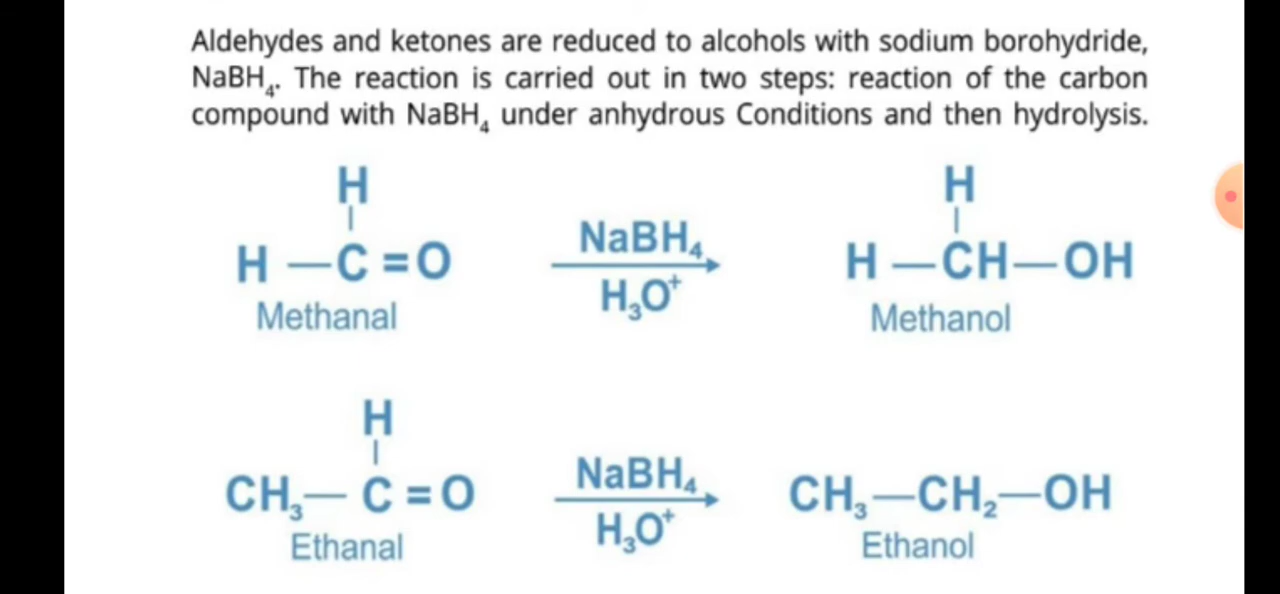 Aldehydes and ketones are reduced to alcohols with sodium borohydride,
NaBH₄. The reaction is carried out in two steps: reaction of the carbon
compound with NaBH₄ under anhydrous Conditions and then hydrolysis.
H H
| |
H —C=O NaBH₄ H₃O⁺ H—CH—OH
Methanal Methanol
H
|
CH₃— C=O NaBH₄ H₃O⁺ CH₃—CH₂—OH
Ethanal Ethanol